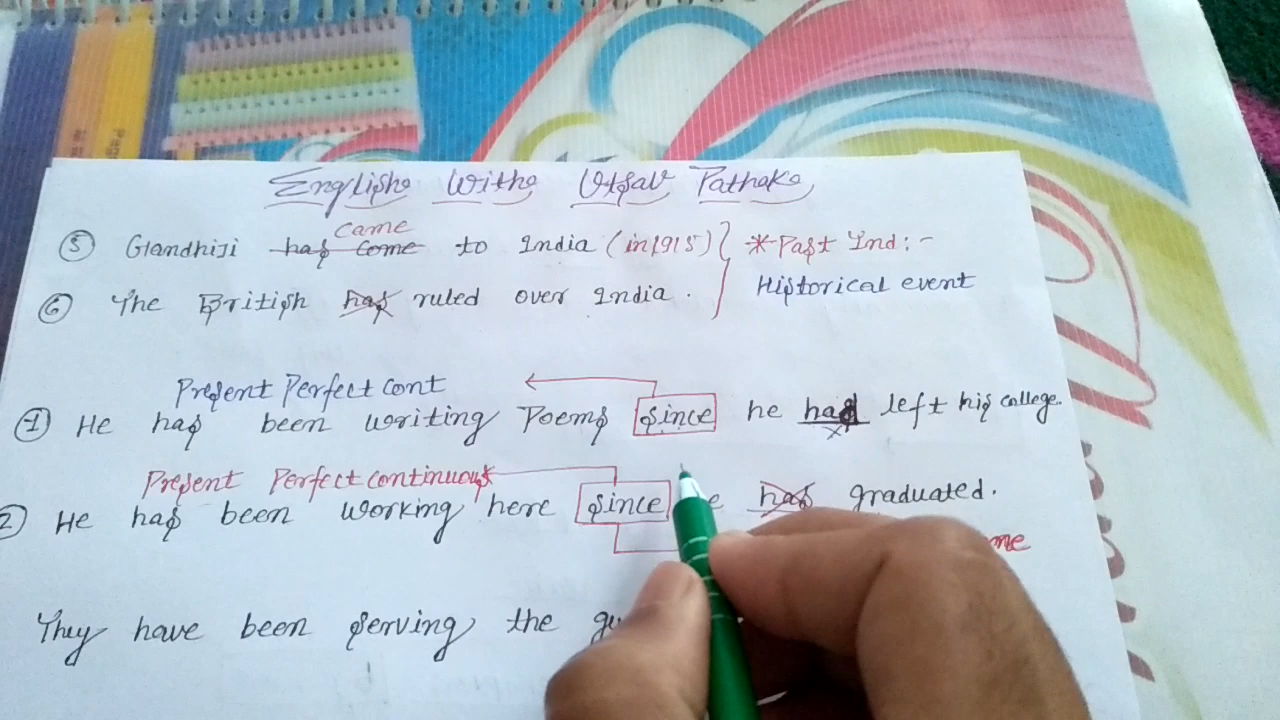 English With Utsav Pathak
came
5 Gandhiji has come to India (in 1915) * Past Ind:-
6 The British has ruled over India. Historical event
Present Perfect cont
1 He has been writing Poems since he had left his college.
Present Perfect continuous
2 He has been working here since has graduated.
They have been serving the